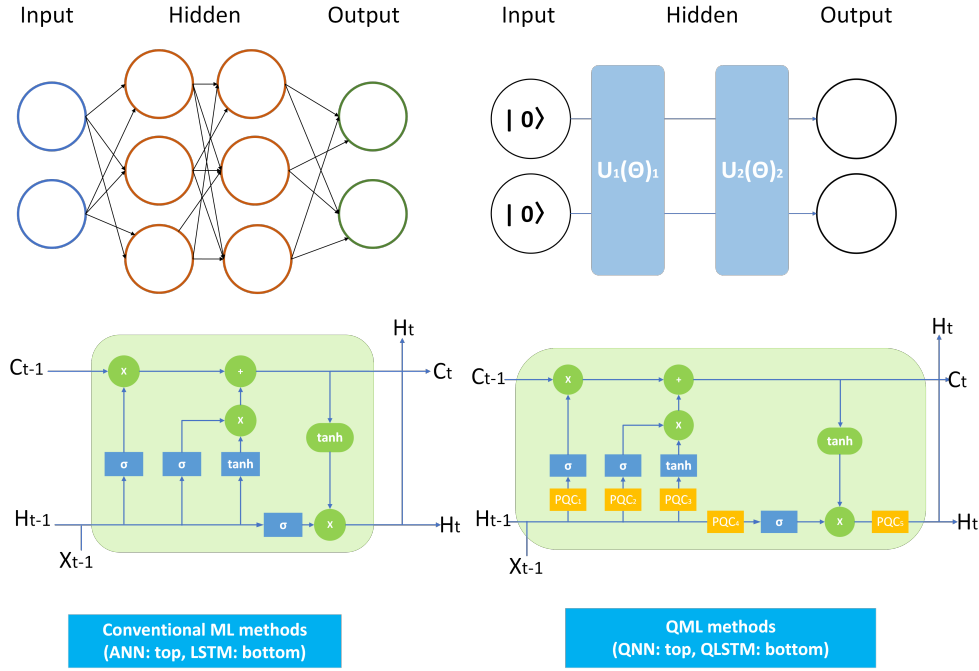 Input Hidden Output
Input Hidden Output
| 0⟩
| 0⟩
U₁(Θ)₁ U₂(Θ)₂
Ht
Ct-1 x + Ct
x
tanh
σ σ tanh
Ht-1 σ x Ht
Xt-1
Ht
Ct-1 x + Ct
x
tanh
σ σ tanh
PQC₁ PQC₂ PQC₃
Ht-1 PQC₄ σ x PQC₅ Ht
Xt-1
Conventional ML methods
(ANN: top, LSTM: bottom)
QML methods
(QNN: top, QLSTM: bottom)